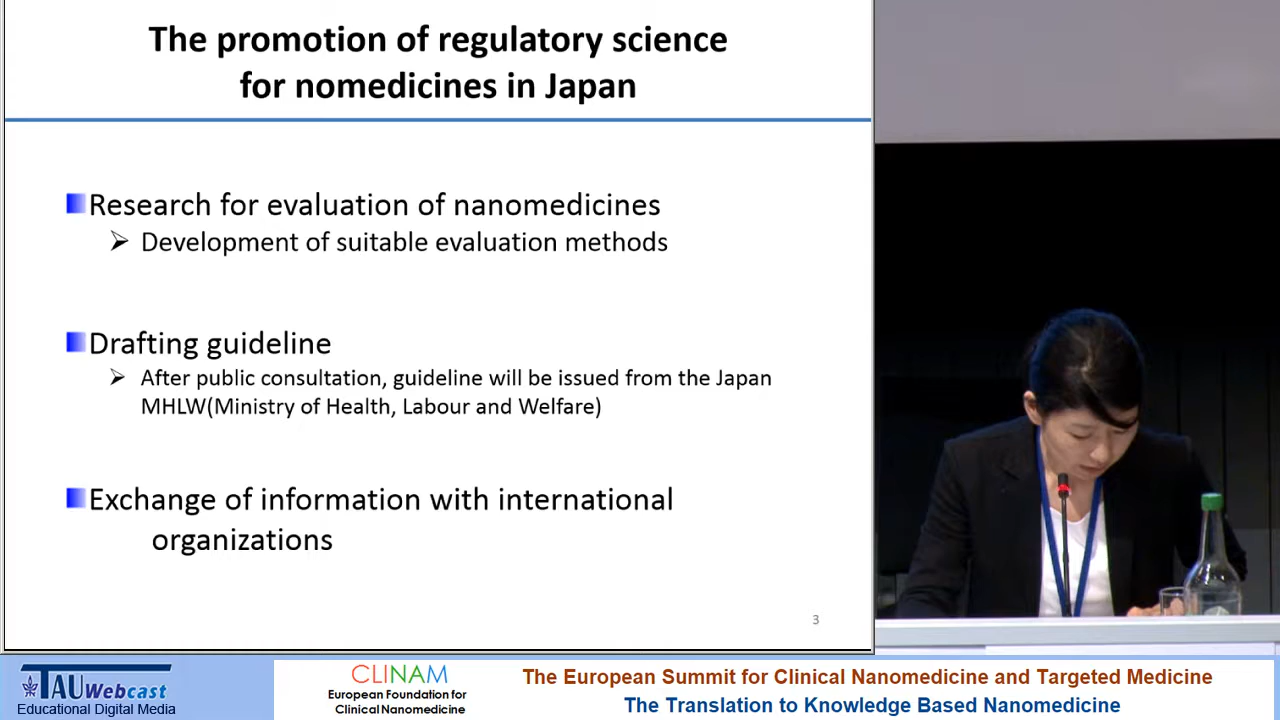 The promotion of regulatory science
for nomedicines in Japan
Research for evaluation of nanomedicines
Development of suitable evaluation methods
Drafting guideline
After public consultation, guideline will be issued from the Japan
MHLW(Ministry of Health, Labour and Welfare)
Exchange of information with international
organizations
3
TAU Webcast
Educational Digital Media
CLINAM
European Foundation for
Clinical Nanomedicine
The European Summit for Clinical Nanomedicine and Targeted Medicine
The Translation to Knowledge Based Nanomedicine